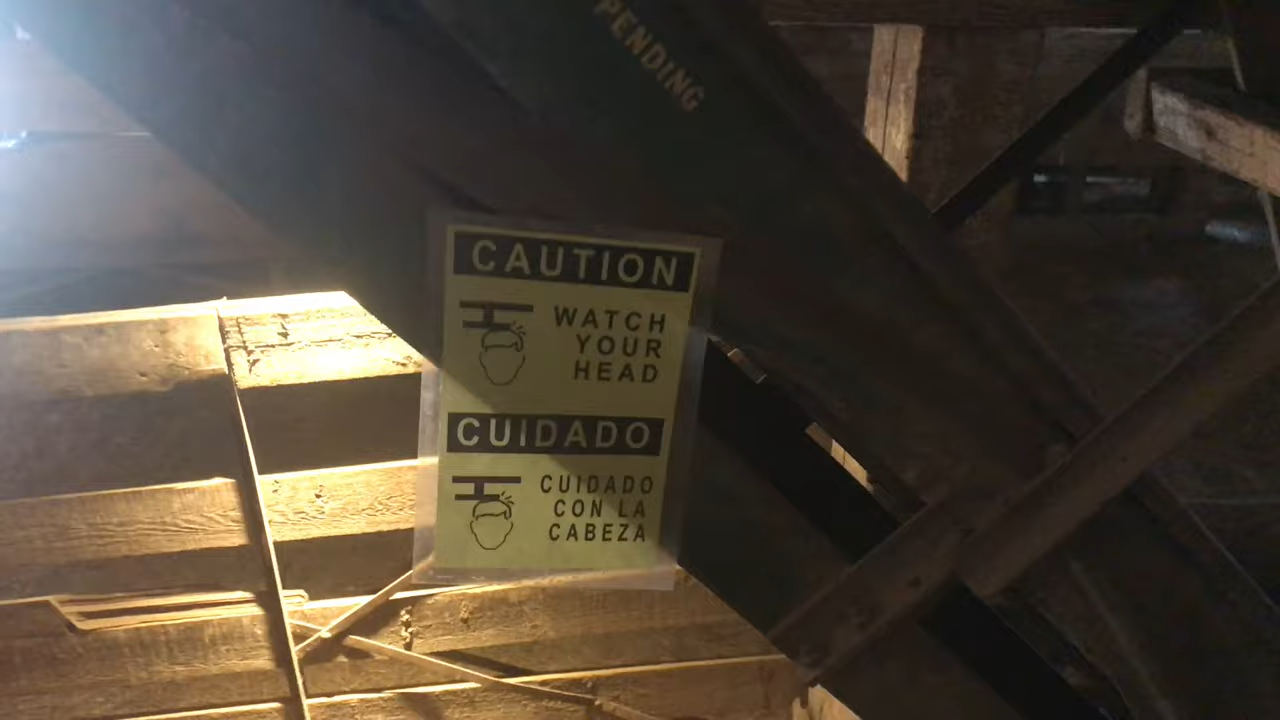 PENDING
CAUTION
WATCH
YOUR
HEAD
CUIDADO
CUIDADO
CON LA
CABEZA